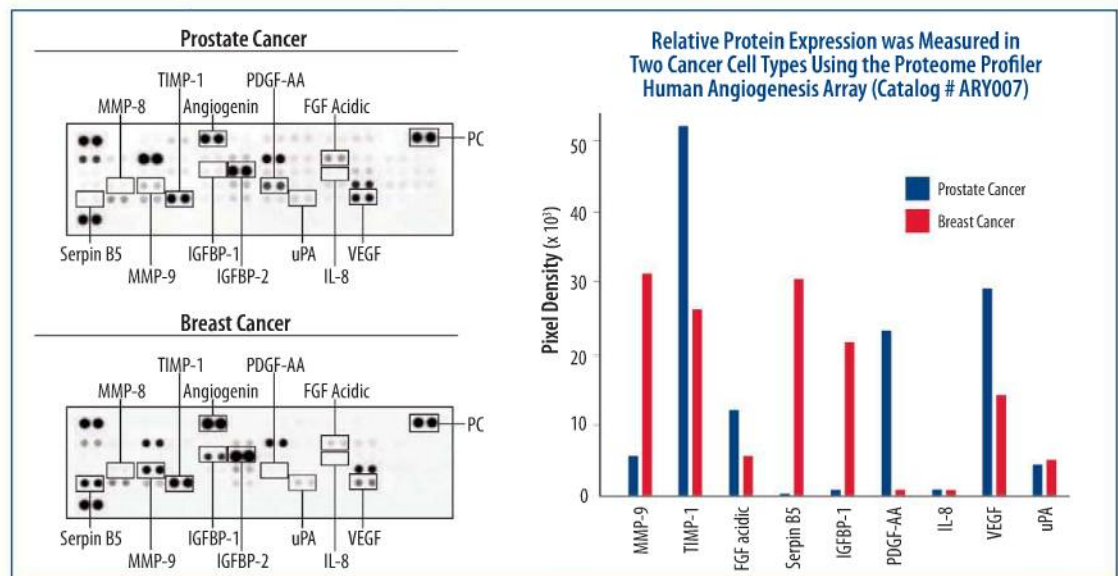 Prostate Cancer
TIMP-1 PDGF-AA
MMP-8 Angiogenin FGF Acidic
PC
Serpin B5 IGFBP-1 uPA VEGF
MMP-9 IGFBP-2 IL-8
Breast Cancer
TIMP-1 PDGF-AA
MMP-8 Angiogenin FGF Acidic
PC
Serpin B5 IGFBP-1 uPA VEGF
MMP-9 IGFBP-2 IL-8
Relative Protein Expression was Measured in
Two Cancer Cell Types Using the Proteome Profiler
Human Angiogenesis Array (Catalog # ARY007)
Pixel Density (x 10³)
50
40
30
20
10
0
Prostate Cancer
Breast Cancer
MMP-9
TIMP-1
FGF acidic
Serpin B5
IGFBP-1
PDGF-AA
IL-8
VEGF
uPA